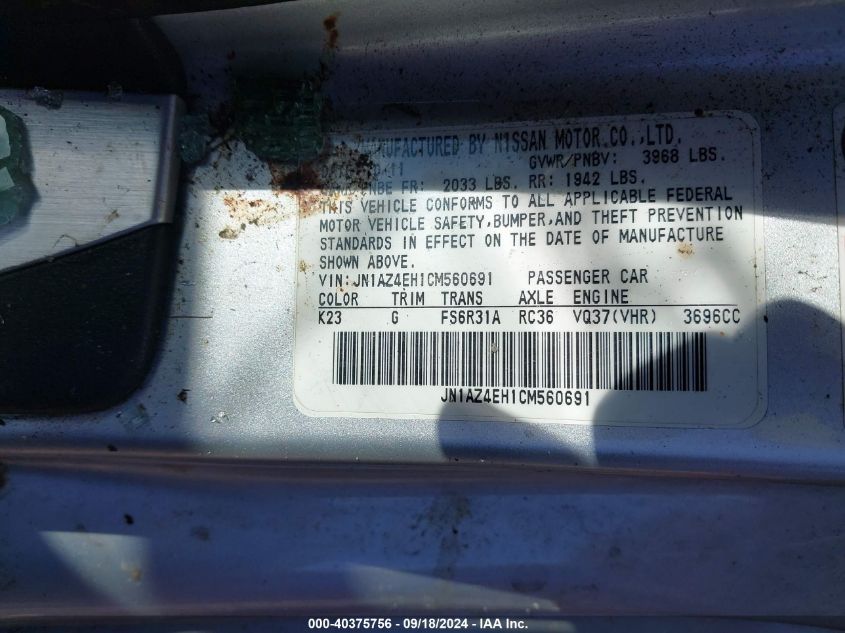 MANUFACTURED BY NISSAN MOTOR.CO.,LTD.
11 GVWR/PNBV: 3968 LBS.
FR: 2033 LBS. RR: 1942 LBS.
THIS VEHICLE CONFORMS TO ALL APPLICABLE FEDERAL
MOTOR VEHICLE SAFETY,BUMPER,AND THEFT PREVENTION
STANDARDS IN EFFECT ON THE DATE OF MANUFACTURE
SHOWN ABOVE.
VIN:JN1AZ4EH1CM560691 PASSENGER CAR
COLOR TRIM TRANS AXLE ENGINE
K23 G FS6R31A RC36 VQ37(VHR) 3696CC
JN1AZ4EH1CM560691
000-40375756 - 09/18/2024 - IAA Inc.